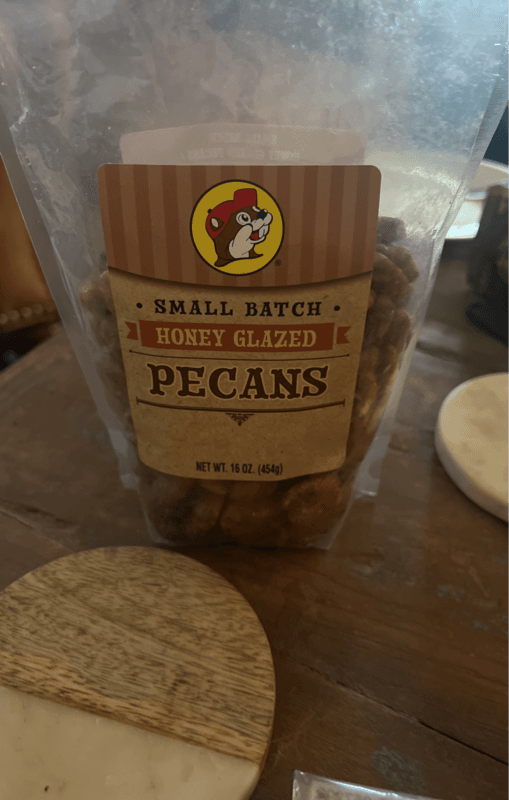 • SMALL BATCH •
HONEY GLAZED
PECANS
NET WT. 16 OZ. (454g)